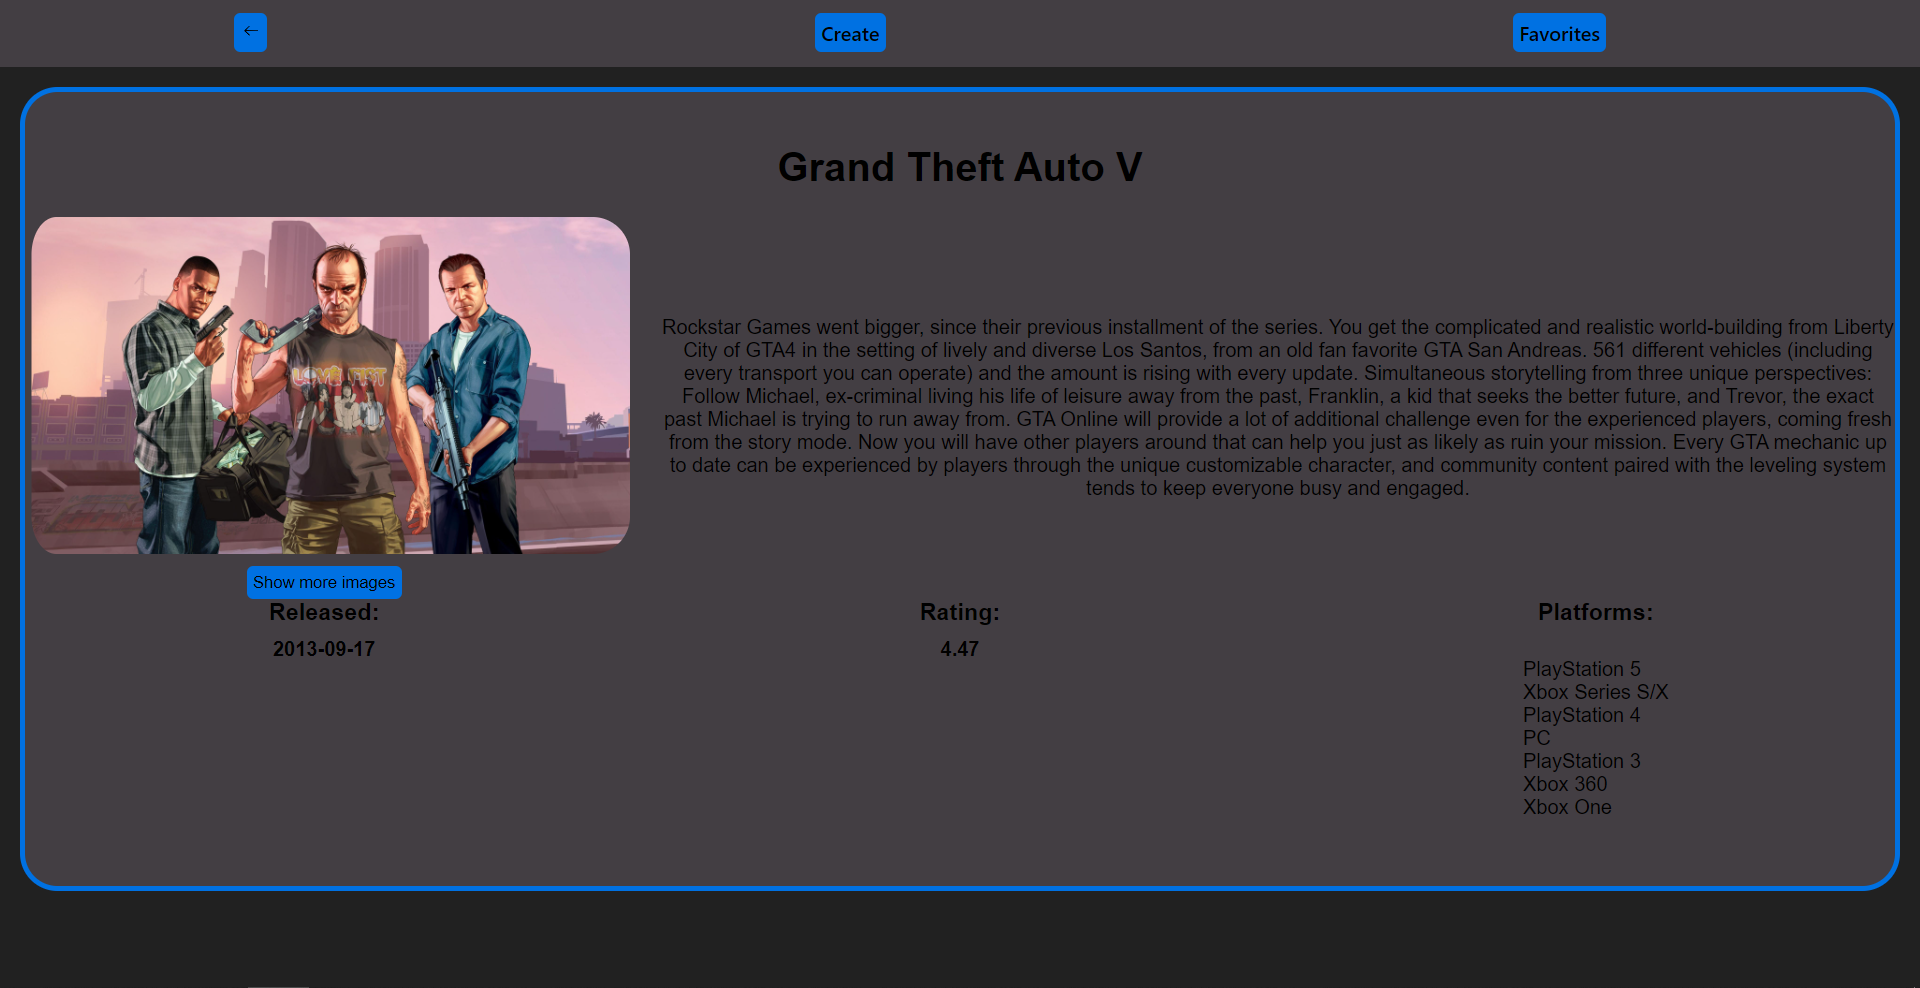 ←
Create
Favorites
Grand Theft Auto V
LOVE FIST
Rockstar Games went bigger, since their previous installment of the series. You get the complicated and realistic world-building from Liberty
City of GTA4 in the setting of lively and diverse Los Santos, from an old fan favorite GTA San Andreas. 561 different vehicles (including
every transport you can operate) and the amount is rising with every update. Simultaneous storytelling from three unique perspectives:
Follow Michael, ex-criminal living his life of leisure away from the past, Franklin, a kid that seeks the better future, and Trevor, the exact
past Michael is trying to run away from. GTA Online will provide a lot of additional challenge even for the experienced players, coming fresh
from the story mode. Now you will have other players around that can help you just as likely as ruin your mission. Every GTA mechanic up
to date can be experienced by players through the unique customizable character, and community content paired with the leveling system
tends to keep everyone busy and engaged.
Show more images
Released:
2013-09-17
Rating:
4.47
Platforms:
PlayStation 5
Xbox Series S/X
PlayStation 4
PC
PlayStation 3
Xbox 360
Xbox One